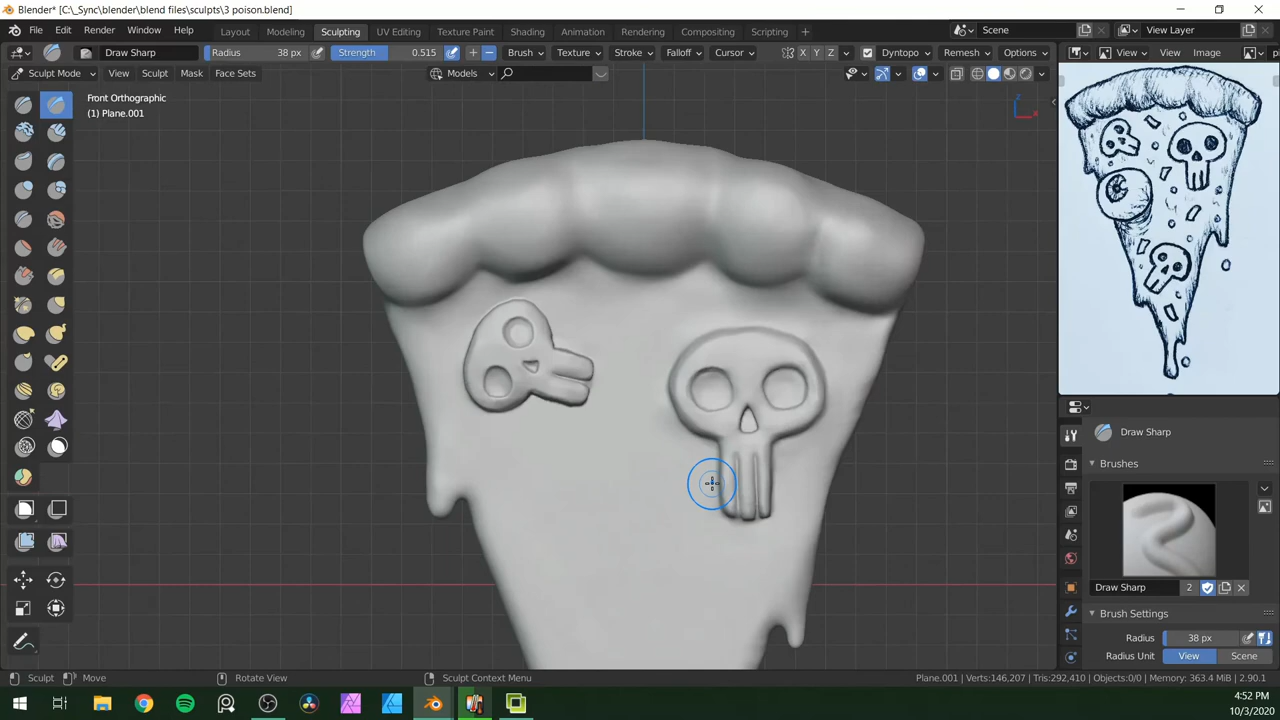 Blender* [C:\_Sync\blender\blend files\sculpts\3 poison.blend]
File Edit Render Window Help Layout Modeling Sculpting UV Editing Texture Paint Shading Animation Rendering Compositing Scripting Scene View Layer
Draw Sharp Radius 38 px Strength 0.515 Brush Texture Stroke Falloff Cursor X Y Z Dyntopo Remesh Options View View Image
Sculpt Mode View Sculpt Mask Face Sets Models
Front Orthographic
(1) Plane.001
Z
X
Draw Sharp
Brushes
Draw Sharp 2
Brush Settings
Radius 38 px
Radius Unit View Scene
Sculpt Move Rotate View Sculpt Context Menu Plane.001 | Verts:146,207 | Tris:292,410 | Objects:0/0 | Memory: 363.4 MiB | 2.90.1
4:52 PM
10/3/2020